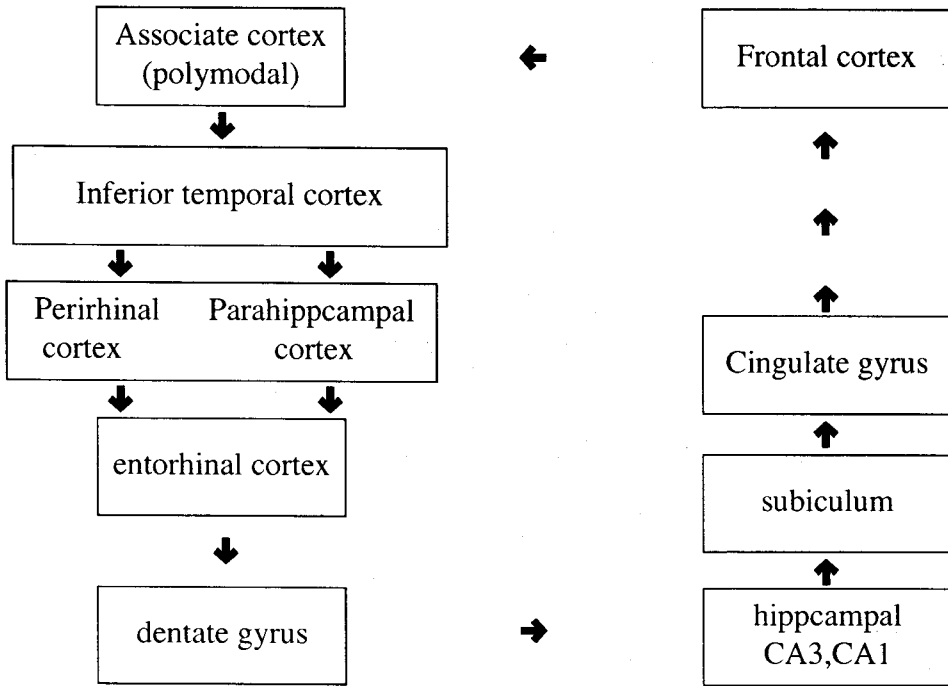 Associate cortex
(polymodal)
Frontal cortex
Inferior temporal cortex
Perirhinal
cortex
Parahippcampal
cortex
Cingulate gyrus
entorhinal cortex
subiculum
dentate gyrus
hippcampal
CA3,CA1